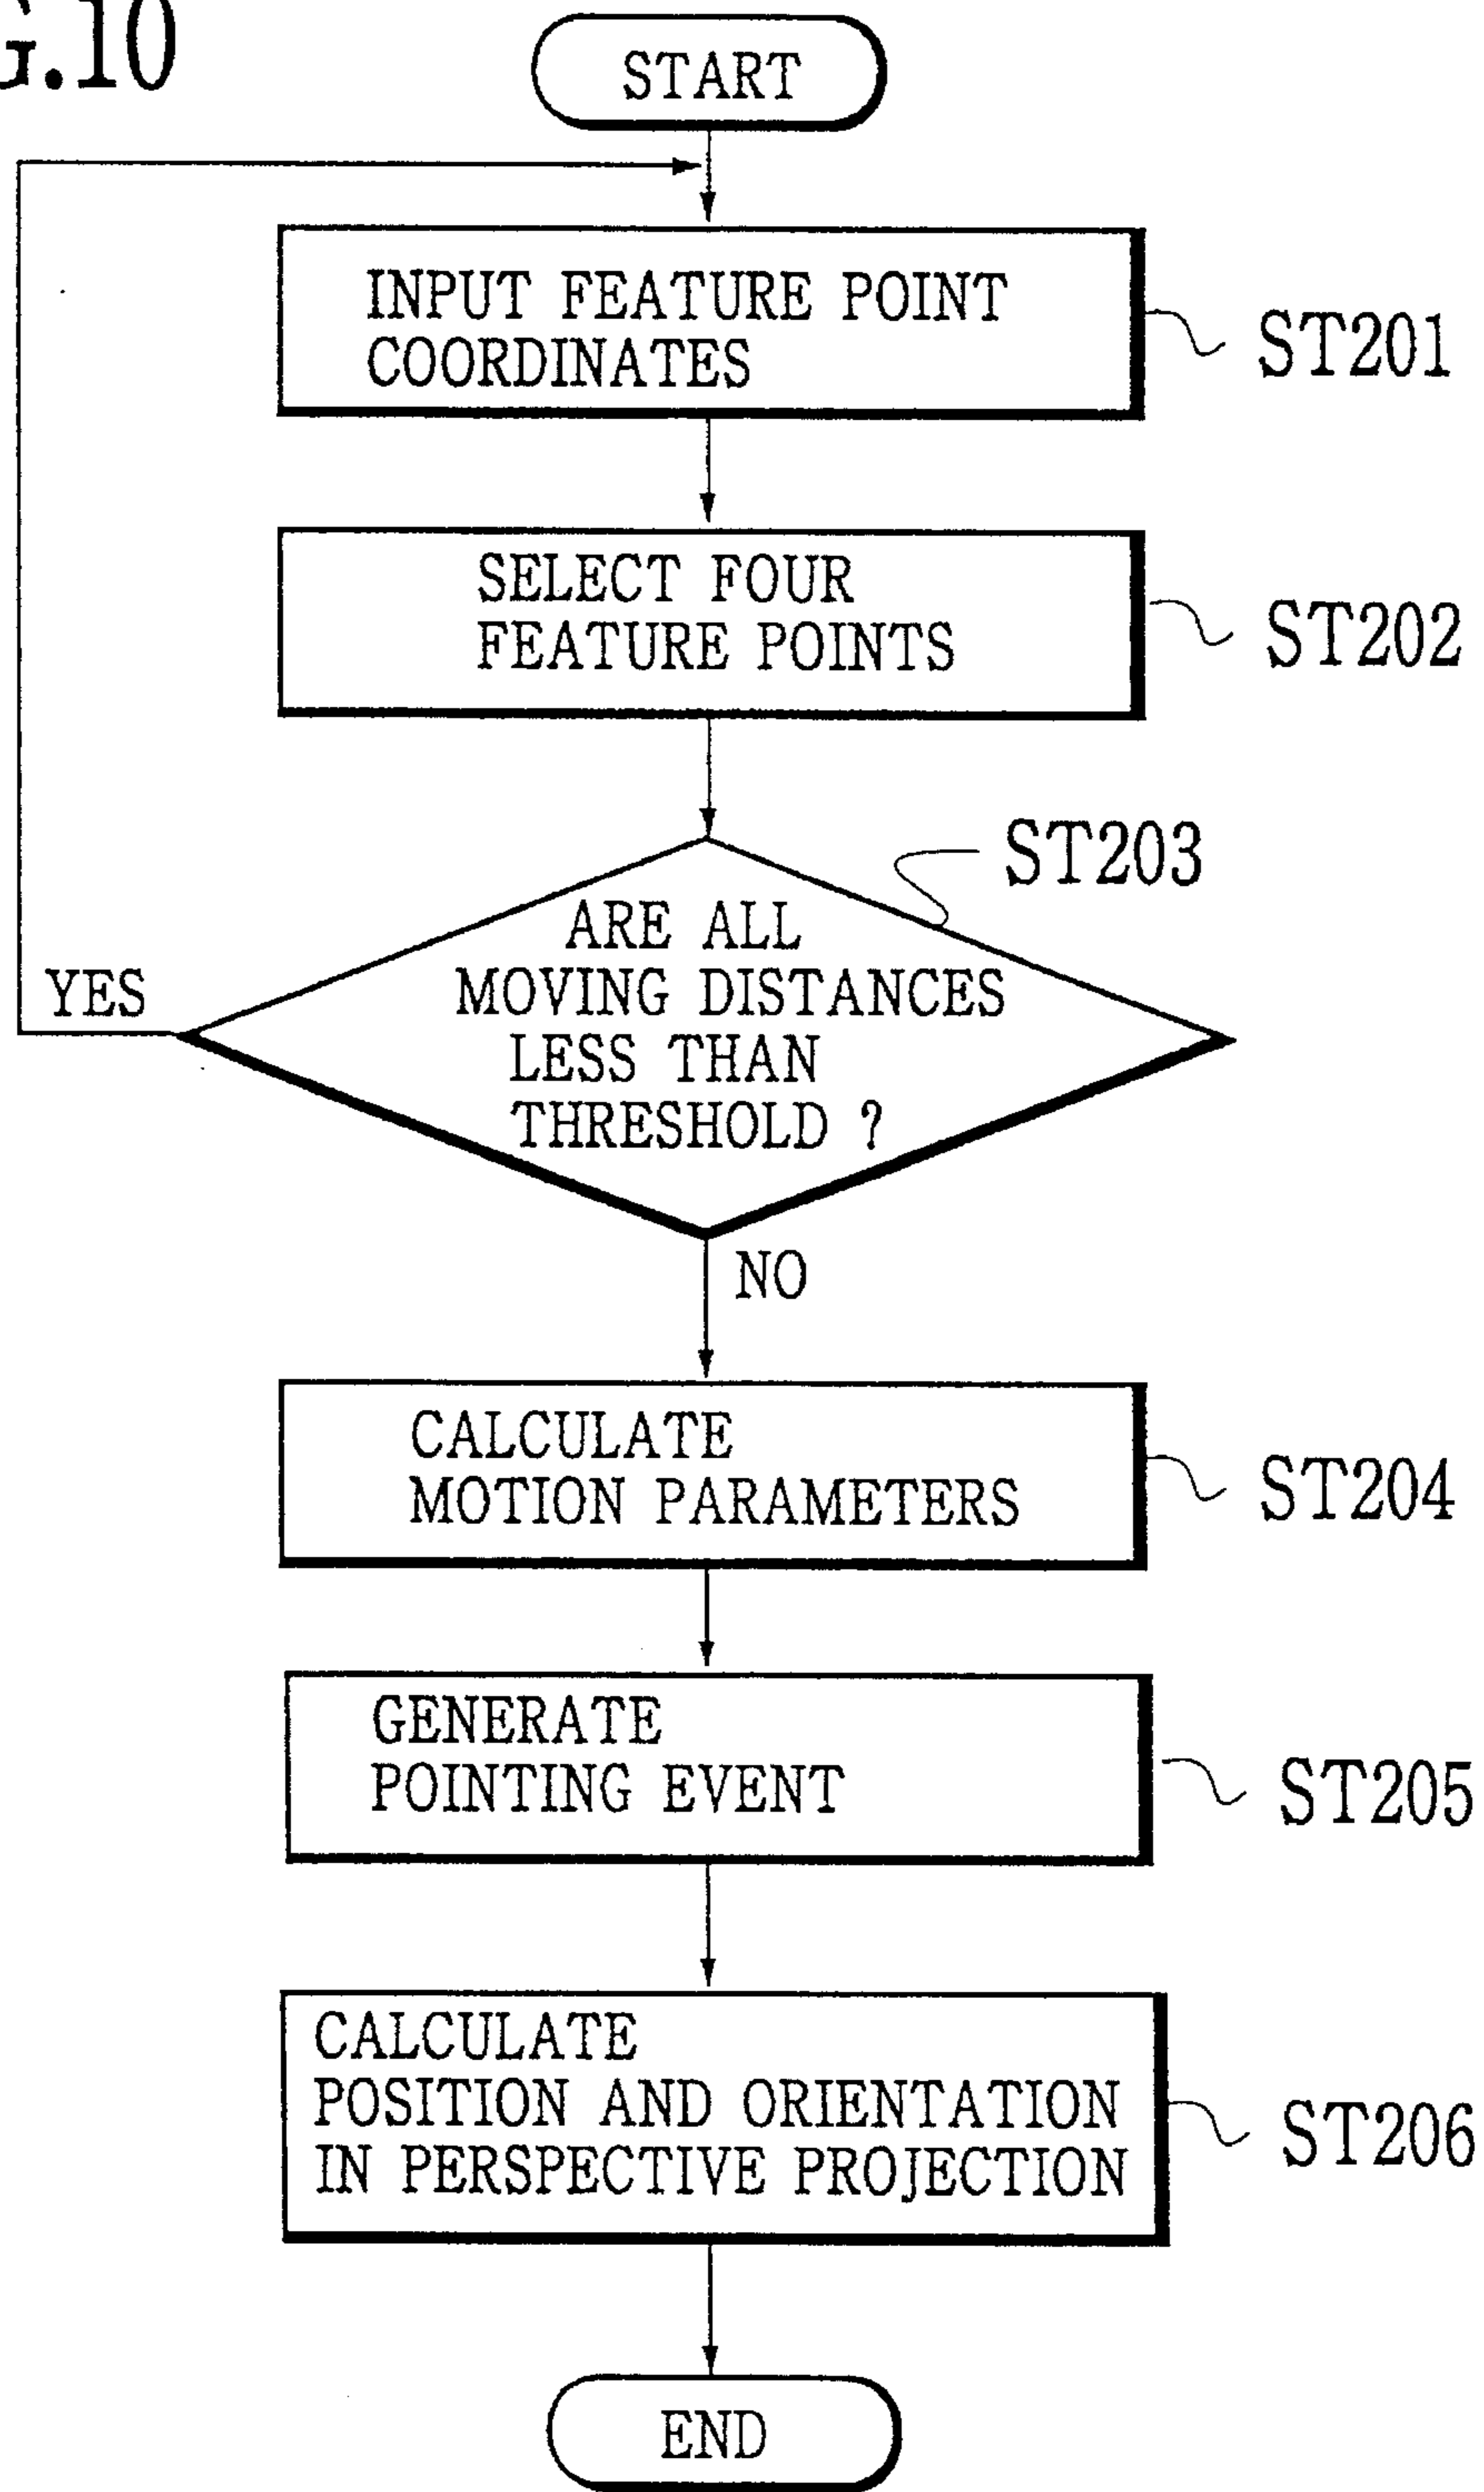 G.10
START
INPUT FEATURE POINT
COORDINATES
ST201
SELECT FOUR
FEATURE POINTS
ST202
ST203
ARE ALL
MOVING DISTANCES
LESS THAN
THRESHOLD ?
YES
NO
CALCULATE
MOTION PARAMETERS
ST204
GENERATE
POINTING EVENT
ST205
CALCULATE
POSITION AND ORIENTATION
IN PERSPECTIVE PROJECTION
ST206
END